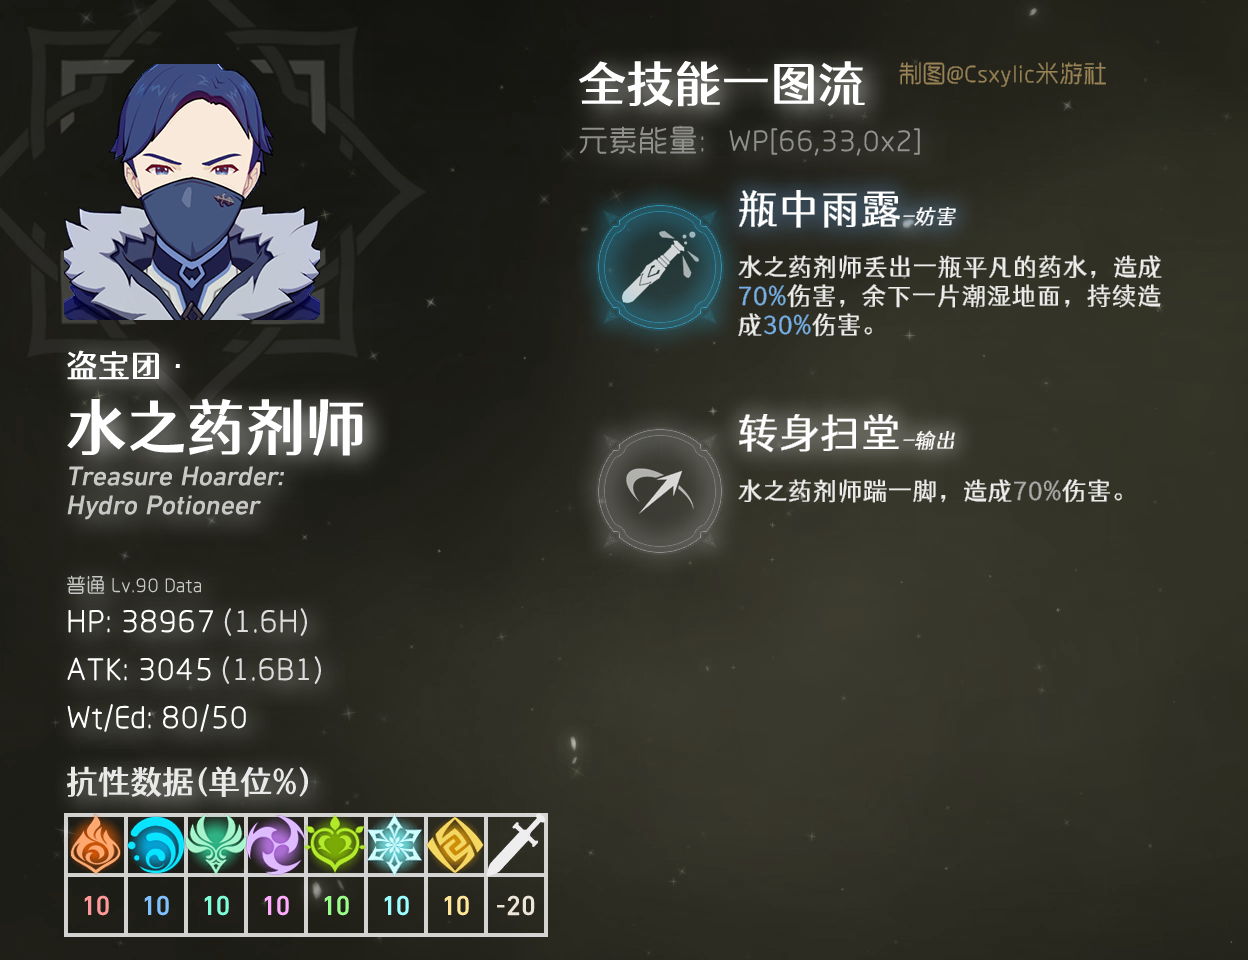 全技能一图流
制图@Csxylic米游社
元素能量: WP[66,33,0x2]
瓶中雨露-妨害
水之药剂师丢出一瓶平凡的药水，造成
70%伤害，余下一片潮湿地面，持续造
成30%伤害。
转身扫堂-输出
水之药剂师踹一脚，造成70%伤害。
盗宝团·
水之药剂师
Treasure Hoarder:
Hydro Potioneer
普通 Lv.90 Data
HP: 38967 (1.6H)
ATK: 3045 (1.6B1)
Wt/Ed: 80/50
抗性数据(单位%)
10 10 10 10 10 10 10 -20